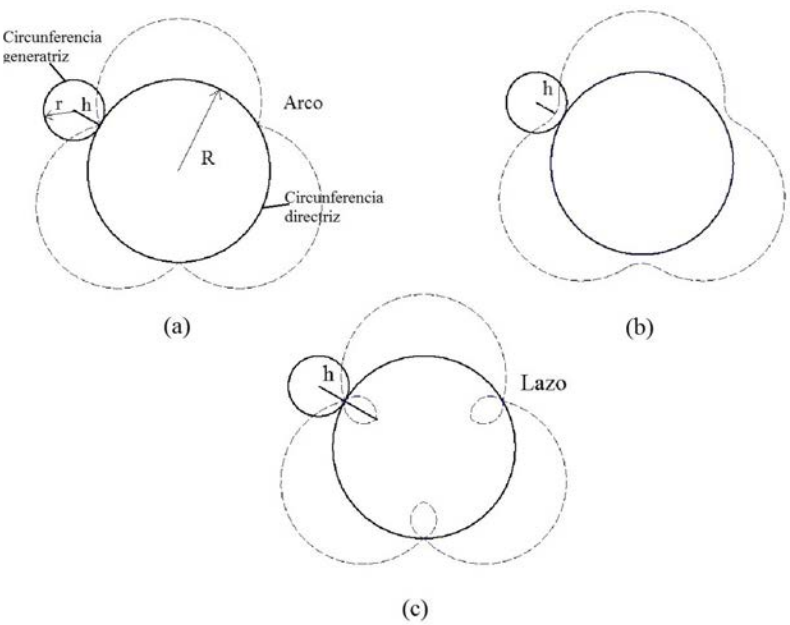 Circunferencia
generatriz
r h
Arco
R
Circunferencia
directriz
(a)
h
(b)
h
Lazo
(c)